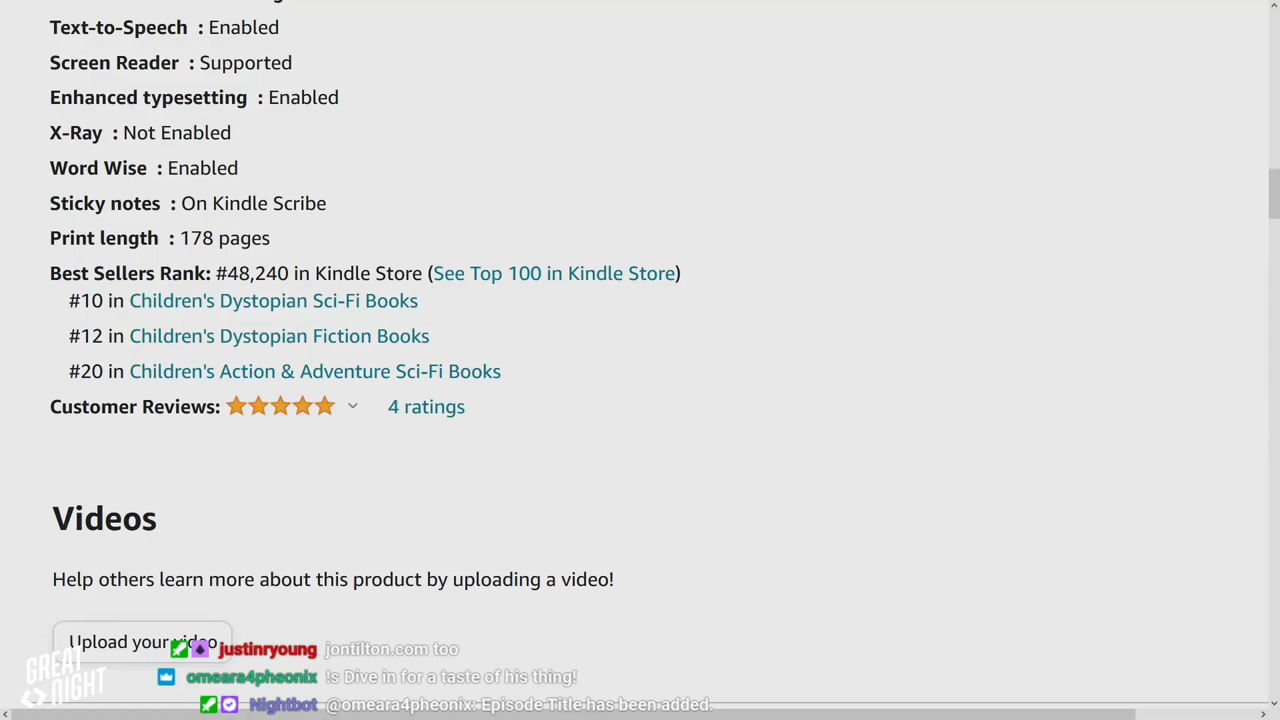 Text-to-Speech : Enabled
Screen Reader : Supported
Enhanced typesetting : Enabled
X-Ray : Not Enabled
Word Wise : Enabled
Sticky notes : On Kindle Scribe
Print length : 178 pages
Best Sellers Rank: #48,240 in Kindle Store (See Top 100 in Kindle Store)
#10 in Children's Dystopian Sci-Fi Books
#12 in Children's Dystopian Fiction Books
#20 in Children's Action & Adventure Sci-Fi Books
Customer Reviews: 4 ratings
Videos
Help others learn more about this product by uploading a video!
Upload your video
justinryoung jontilton.com too
omeara4pheonix !s Dive in for a taste of his thing!
Nightbot @omeara4pheonix: Episode Title has been added.
GREAT
NIGHT